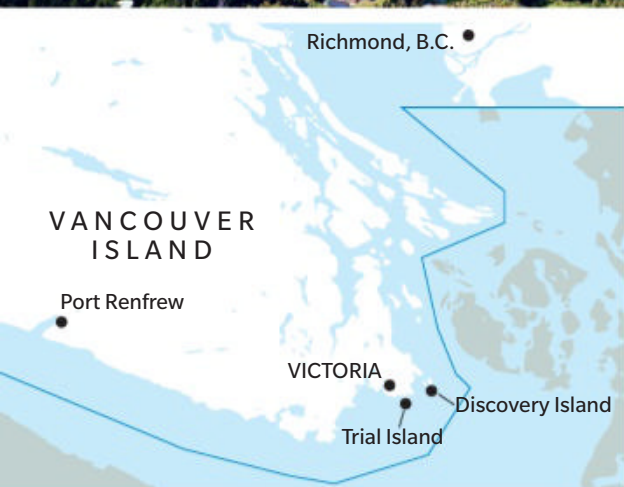 Richmond, B.C.
VANCOUVER
ISLAND
Port Renfrew
VICTORIA
Discovery Island
Trial Island